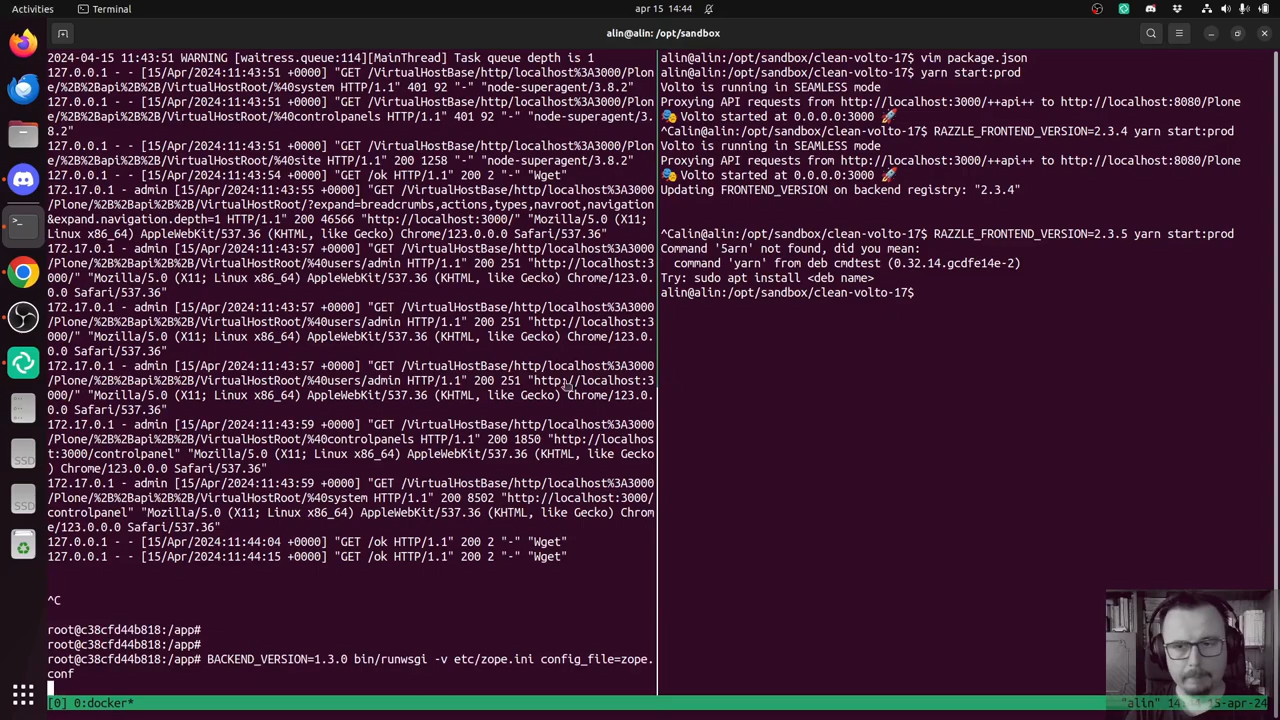 Activities
Terminal
apr 15 14:44
alin@alin: /opt/sandbox
2024-04-15 11:43:51 WARNING [waitress.queue:114][MainThread] Task queue depth is 1
127.0.0.1 - - [15/Apr/2024:11:43:51 +0000] "GET /VirtualHostBase/http/localhost%3A3000/Plon
e/%2B%2Bapi%2B%2B/VirtualHostRoot/%40system HTTP/1.1" 401 92 "-" "node-superagent/3.8.2"
127.0.0.1 - - [15/Apr/2024:11:43:51 +0000] "GET /VirtualHostBase/http/localhost%3A3000/Plon
e/%2B%2Bapi%2B%2B/VirtualHostRoot/%40controlpanels HTTP/1.1" 401 92 "-" "node-superagent/3.
8.2"
127.0.0.1 - - [15/Apr/2024:11:43:51 +0000] "GET /VirtualHostBase/http/localhost%3A3000/Plon
e/%2B%2Bapi%2B%2B/VirtualHostRoot/%40site HTTP/1.1" 200 1258 "-" "node-superagent/3.8.2"
127.0.0.1 - - [15/Apr/2024:11:43:54 +0000] "GET /ok HTTP/1.1" 200 2 "-" "Wget"
172.17.0.1 - admin [15/Apr/2024:11:43:55 +0000] "GET /VirtualHostBase/http/localhost%3A3000
/Plone/%2B%2Bapi%2B%2B/VirtualHostRoot/?expand=breadcrumbs,actions,types,navroot,navigation
&expand.navigation.depth=1 HTTP/1.1" 200 46566 "http://localhost:3000/" "Mozilla/5.0 (X11;
Linux x86_64) AppleWebKit/537.36 (KHTML, like Gecko) Chrome/123.0.0.0 Safari/537.36"
172.17.0.1 - admin [15/Apr/2024:11:43:57 +0000] "GET /VirtualHostBase/http/localhost%3A3000
/Plone/%2B%2Bapi%2B%2B/VirtualHostRoot/%40users/admin HTTP/1.1" 200 251 "http://localhost:3
000/" "Mozilla/5.0 (X11; Linux x86_64) AppleWebKit/537.36 (KHTML, like Gecko) Chrome/123.0.
0.0 Safari/537.36"
172.17.0.1 - admin [15/Apr/2024:11:43:57 +0000] "GET /VirtualHostBase/http/localhost%3A3000
/Plone/%2B%2Bapi%2B%2B/VirtualHostRoot/%40users/admin HTTP/1.1" 200 251 "http://localhost:3
000/" "Mozilla/5.0 (X11; Linux x86_64) AppleWebKit/537.36 (KHTML, like Gecko) Chrome/123.0.
0.0 Safari/537.36"
172.17.0.1 - admin [15/Apr/2024:11:43:57 +0000] "GET /VirtualHostBase/http/localhost%3A3000
/Plone/%2B%2Bapi%2B%2B/VirtualHostRoot/%40users/admin HTTP/1.1" 200 251 "http://localhost:3
000/" "Mozilla/5.0 (X11; Linux x86_64) AppleWebKit/537.36 (KHTML, like Gecko) Chrome/123.0.
0.0 Safari/537.36"
172.17.0.1 - admin [15/Apr/2024:11:43:59 +0000] "GET /VirtualHostBase/http/localhost%3A3000
/Plone/%2B%2Bapi%2B%2B/VirtualHostRoot/%40controlpanels HTTP/1.1" 200 1850 "http://localhos
t:3000/controlpanel" "Mozilla/5.0 (X11; Linux x86_64) AppleWebKit/537.36 (KHTML, like Gecko
) Chrome/123.0.0.0 Safari/537.36"
172.17.0.1 - admin [15/Apr/2024:11:43:59 +0000] "GET /VirtualHostBase/http/localhost%3A3000
/Plone/%2B%2Bapi%2B%2B/VirtualHostRoot/%40system HTTP/1.1" 200 8502 "http://localhost:3000/
controlpanel" "Mozilla/5.0 (X11; Linux x86_64) AppleWebKit/537.36 (KHTML, like Gecko) Chrom
e/123.0.0.0 Safari/537.36"
127.0.0.1 - - [15/Apr/2024:11:44:04 +0000] "GET /ok HTTP/1.1" 200 2 "-" "Wget"
127.0.0.1 - - [15/Apr/2024:11:44:15 +0000] "GET /ok HTTP/1.1" 200 2 "-" "Wget"
^C
root@c38cfd44b818:/app#
root@c38cfd44b818:/app#
root@c38cfd44b818:/app# BACKEND_VERSION=1.3.0 bin/runwsgi -v etc/zope.ini config_file=zope.
conf
alin@alin:/opt/sandbox/clean-volto-17$ vim package.json
alin@alin:/opt/sandbox/clean-volto-17$ yarn start:prod
Volto is running in SEAMLESS mode
Proxying API requests from http://localhost:3000/++api++ to http://localhost:8080/Plone
🎭 Volto started at 0.0.0.0:3000 🚀
^Calin@alin:/opt/sandbox/clean-volto-17$ RAZZLE_FRONTEND_VERSION=2.3.4 yarn start:prod
Volto is running in SEAMLESS mode
Proxying API requests from http://localhost:3000/++api++ to http://localhost:8080/Plone
🎭 Volto started at 0.0.0.0:3000 🚀
Updating FRONTEND_VERSION on backend registry: "2.3.4"
^Calin@alin:/opt/sandbox/clean-volto-17$ RAZZLE_FRONTEND_VERSION=2.3.5 yarn start:prod
Command '5arn' not found, did you mean:
command 'yarn' from deb cmdtest (0.32.14.gcdfe14e-2)
Try: sudo apt install <deb name>
alin@alin:/opt/sandbox/clean-volto-17$
SSD
SSD
[0] 0:docker*
"alin"
15-apr-24